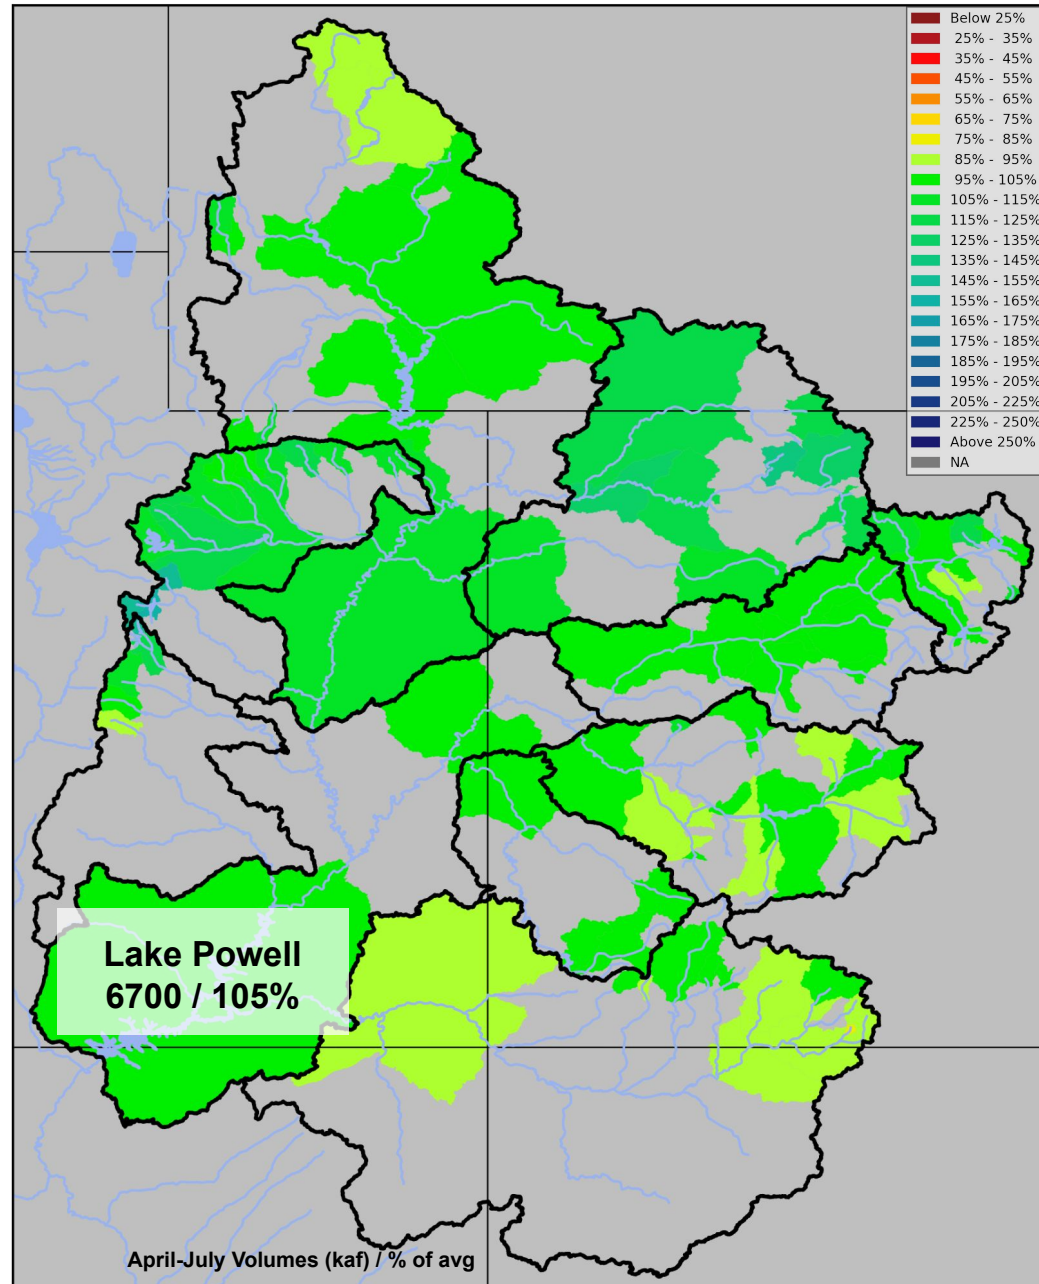 Below 25%
25% - 35%
35% - 45%
45% - 55%
55% - 65%
65% - 75%
75% - 85%
85% - 95%
95% - 105%
105% - 115%
115% - 125%
125% - 135%
135% - 145%
145% - 155%
155% - 165%
165% - 175%
175% - 185%
185% - 195%
195% - 205%
205% - 225%
225% - 250%
Above 250%
NA
Lake Powell
6700 / 105%
April-July Volumes (kaf) / % of avg